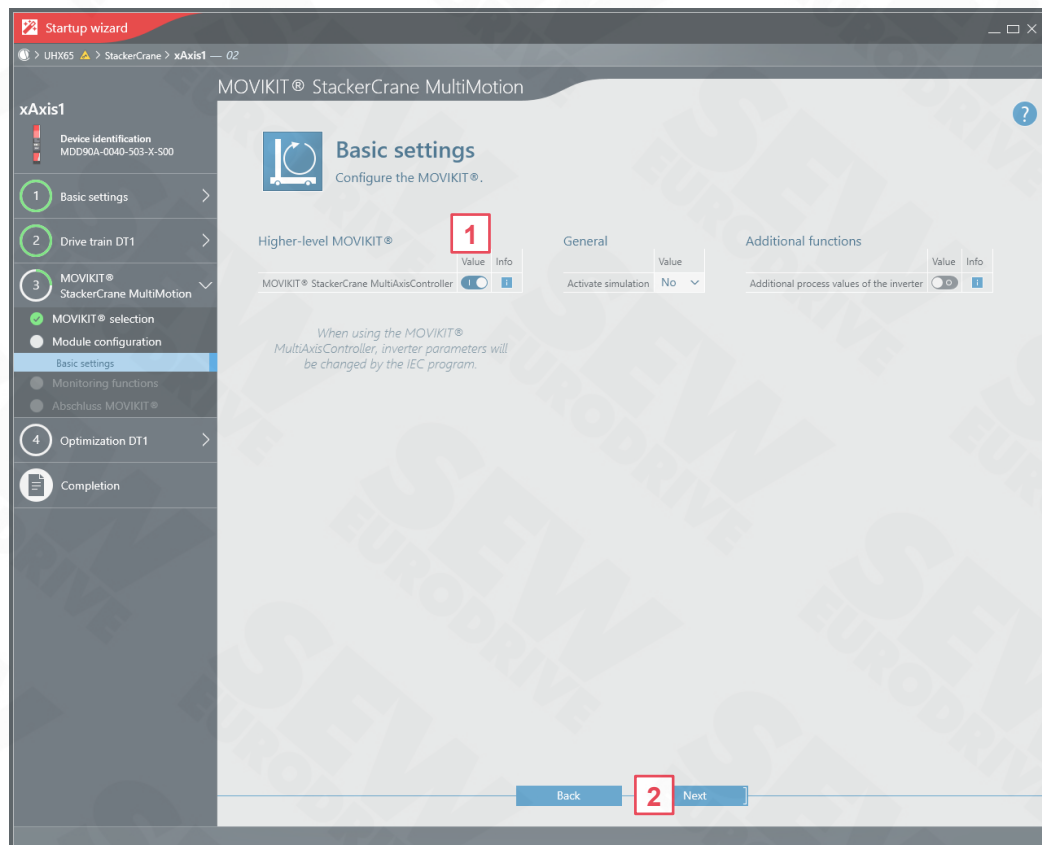 Startup wizard
> UHX65 > StackerCrane > xAxis1 — 02
MOVIKIT® StackerCrane MultiMotion
xAxis1
Device identification
MDD90A-0040-503-X-S00
1 Basic settings
2 Drive train DT1
3 MOVIKIT®
StackerCrane MultiMotion
MOVIKIT® selection
Module configuration
Basic settings
Monitoring functions
Abschluss MOVIKIT®
4 Optimization DT1
Completion
?
Basic settings
Configure the MOVIKIT®.
Higher-level MOVIKIT®
1
Value Info
MOVIKIT® StackerCrane MultiAxisController
When using the MOVIKIT®
MultiAxisController, inverter parameters will
be changed by the IEC program.
General
Value
Activate simulation No
Additional functions
Value Info
Additional process values of the inverter
Back
2
Next
SEW
EURODRIVE